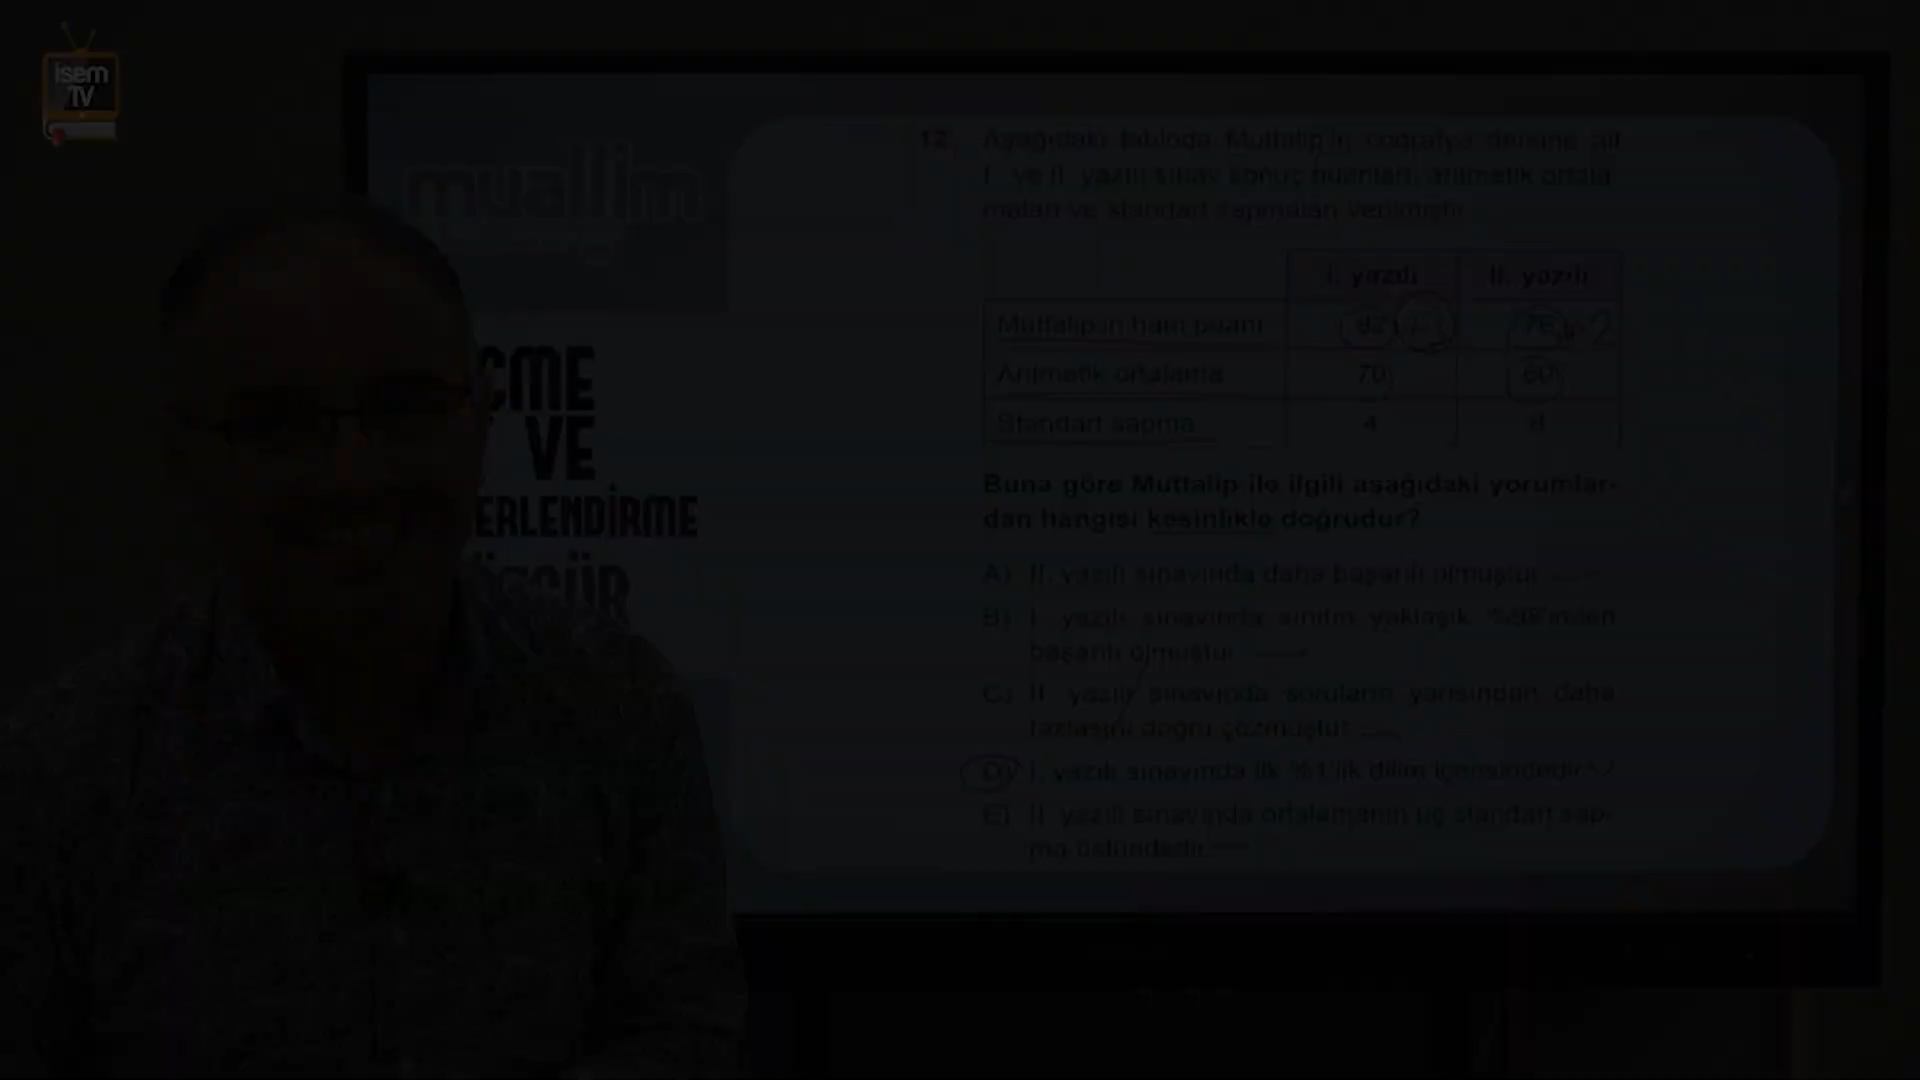 isem
TV
muallim
12. Aşağıdaki tabloda Muttalip'in coğrafya dersine ait
I. ve II. yazılı sınav sonuç puanları, aritmetik ortala-
maları ve standart sapmaları verilmiştir.
I. yazılı II. yazılı
Muttalip'in ham puanı 82 76
Aritmetik ortalama 70 60
Standart sapma 4 8
ÇME
VE
ERLENDİRME
Buna göre Muttalip ile ilgili aşağıdaki yorumlar-
dan hangisi kesinlikle doğrudur?
A) II. yazılı sınavında daha başarılı olmuştur.
B) I. yazılı sınavında sınıfın yaklaşık
başarılı olmuştur.
C) II. yazılı sınavında soruların yarısından daha
fazlasını doğru çözmüştür.
D) I. yazılı sınavında ilk %1'lik dilim içerisindedir.
E) II. yazılı sınavında ortalamanın üç standart sap-
ma üstündedir.